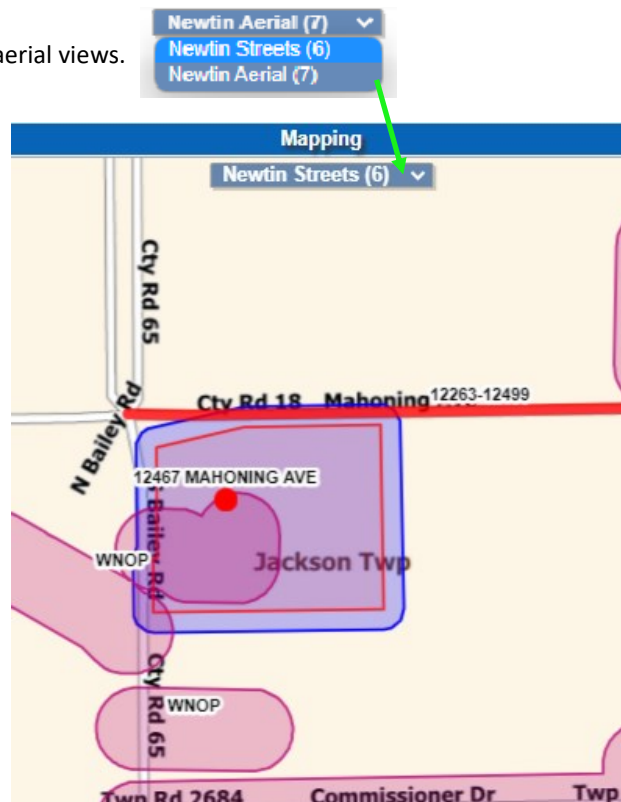 Newtin Aerial (7)
aerial views.
Newtin Streets (6)
Newtin Aerial (7)
Mapping
Newtin Streets (6)
Cty Rd 65
Cty Rd 18 Mahoning
12263-12499
N Bailey Rd
12467 MAHONING AVE
Bailey Rd
WNOP
Jackson Twp
Cty Rd 65
WNOP
Twp Rd 2684
Commissioner Dr
Twp